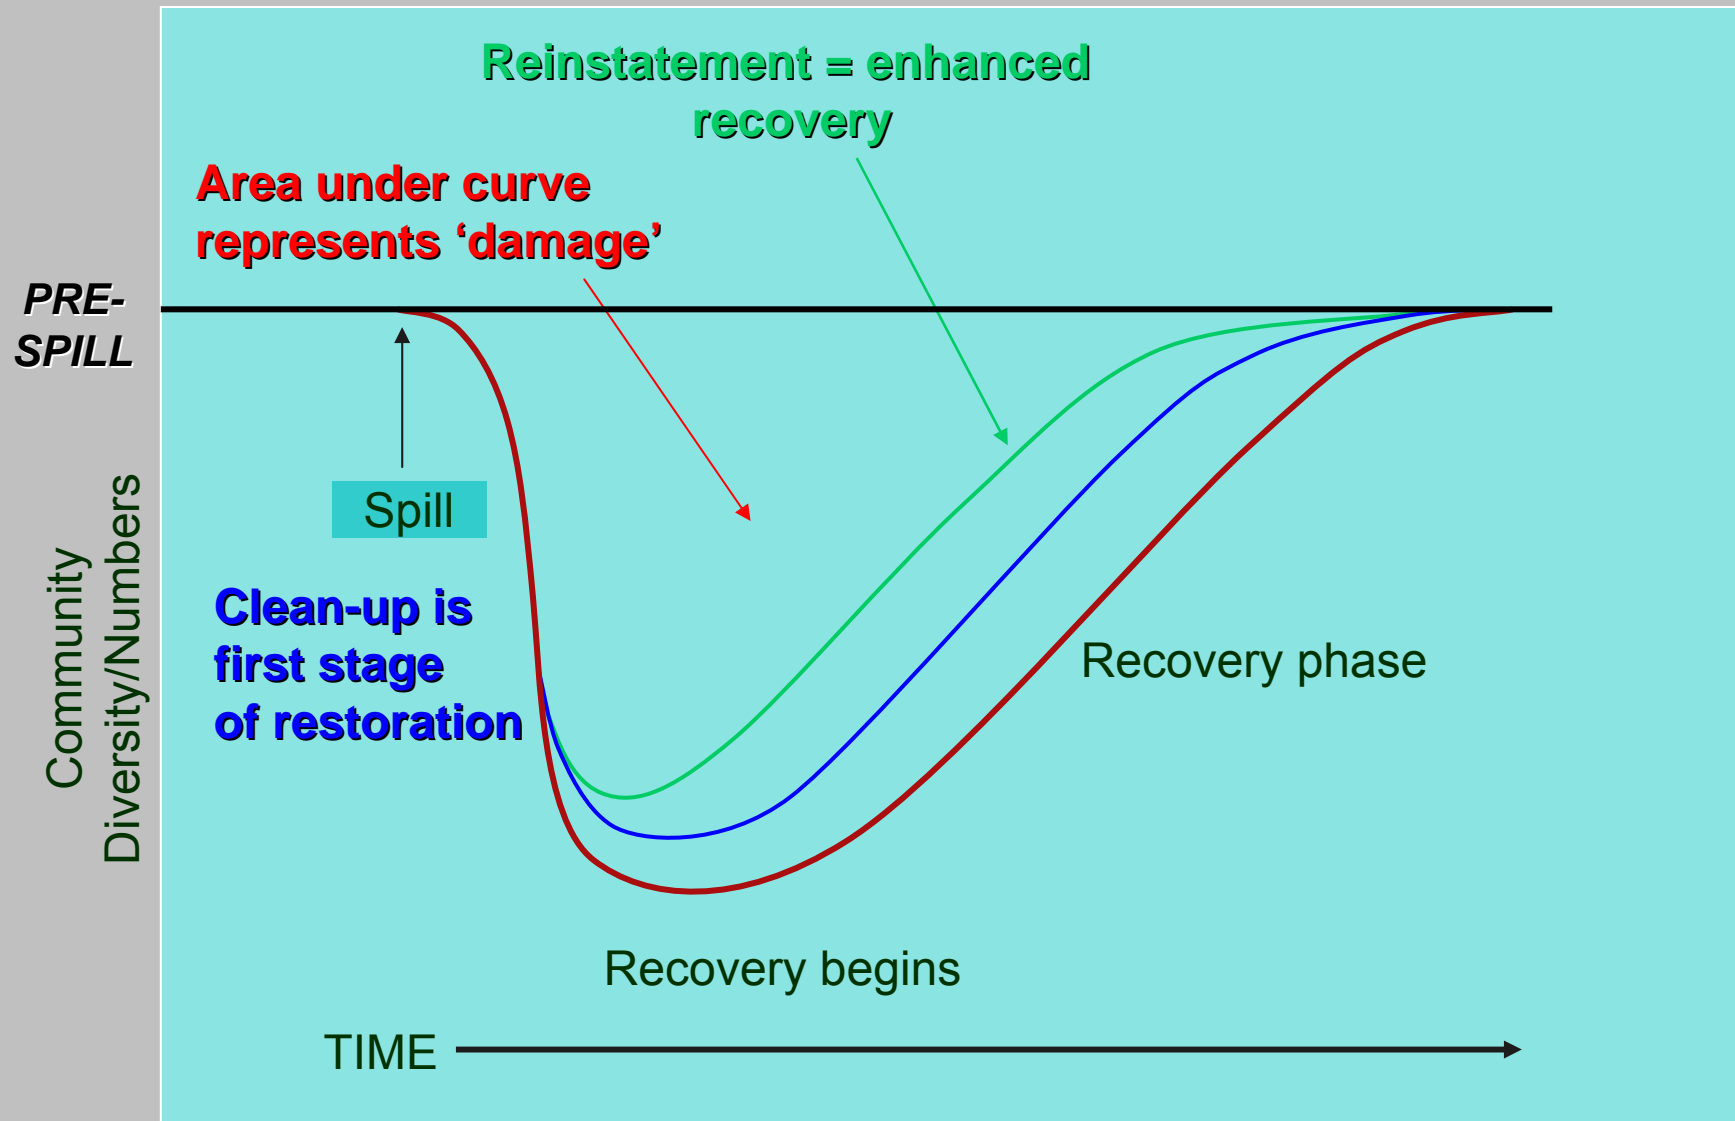 Reinstatement = enhanced
recovery
Area under curve
represents ‘damage’
PRE-
SPILL
Spill
Community
Diversity/Numbers
Clean-up is
first stage
of restoration
Recovery phase
Recovery begins
TIME